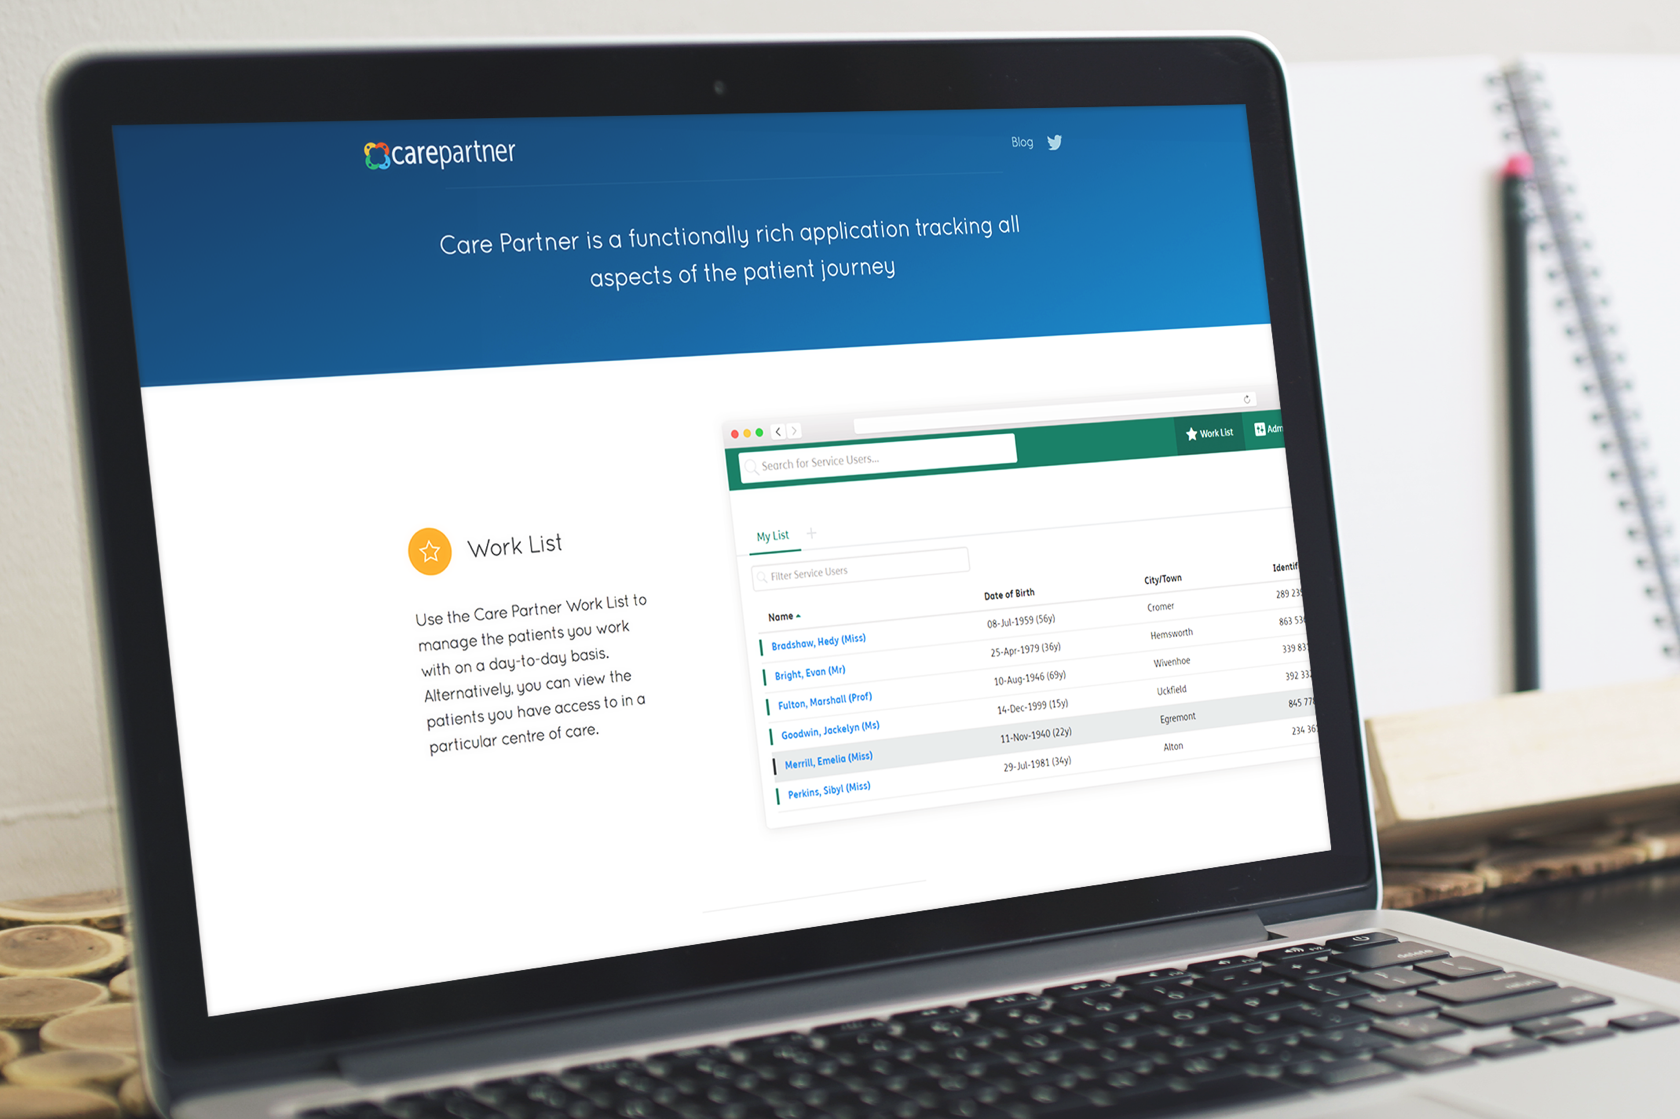 carepartner
Blog
Care Partner is a functionally rich application tracking all
aspects of the patient journey
Work List
Use the Care Partner Work List to
manage the patients you work
with on a day-to-day basis.
Alternatively, you can view the
patients you have access to in a
particular centre of care.
Search for Service Users...
Work List
Adm
My List +
Filter Service Users
Name Date of Birth City/Town Identif
Bradshaw, Hedy (Miss) 08-Jul-1959 (56y) Cromer 289 235
Bright, Evan (Mr) 25-Apr-1979 (36y) Hemsworth 863 530
Fulton, Marshall (Prof) 10-Aug-1946 (69y) Wivenhoe 339 83
Goodwin, Jackelyn (Ms) 14-Dec-1999 (15y) Uckfield 392 332
Merrill, Emelia (Miss) 11-Nov-1940 (22y) Egremont 845 77
Perkins, Sibyl (Miss) 29-Jul-1981 (34y) Alton 234 36